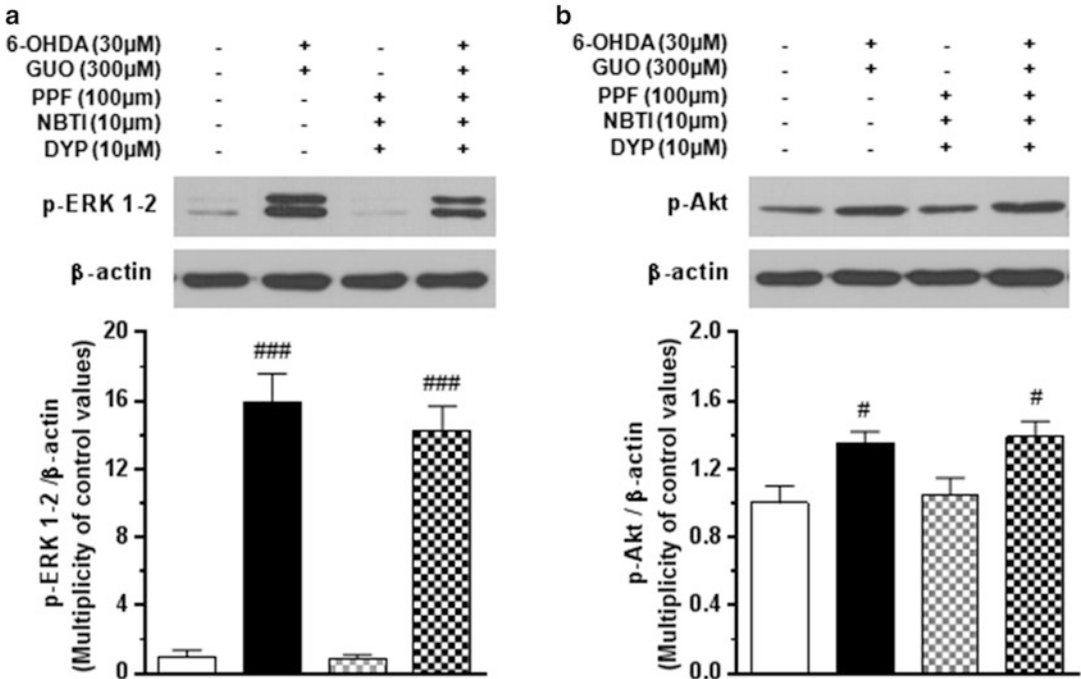 a
6-OHDA (30µM) - + - +
GUO (300µM) - + - +
PPF (100µm) - - + +
NBTI (10µm) - - + +
DYP (10µM) - - + +
p-ERK 1-2
β-actin
p-ERK 1-2 /β-actin
(Multiplicity of control values)
20
16
12
8
4
0
###
###
b
6-OHDA (30µM) - + - +
GUO (300µM) - + - +
PPF (100µm) - - + +
NBTI (10µm) - - + +
DYP (10µM) - - + +
p-Akt
β-actin
p-Akt / β-actin
(Multiplicity of control values)
2.0
1.6
1.2
0.8
0.4
0.0
#
#